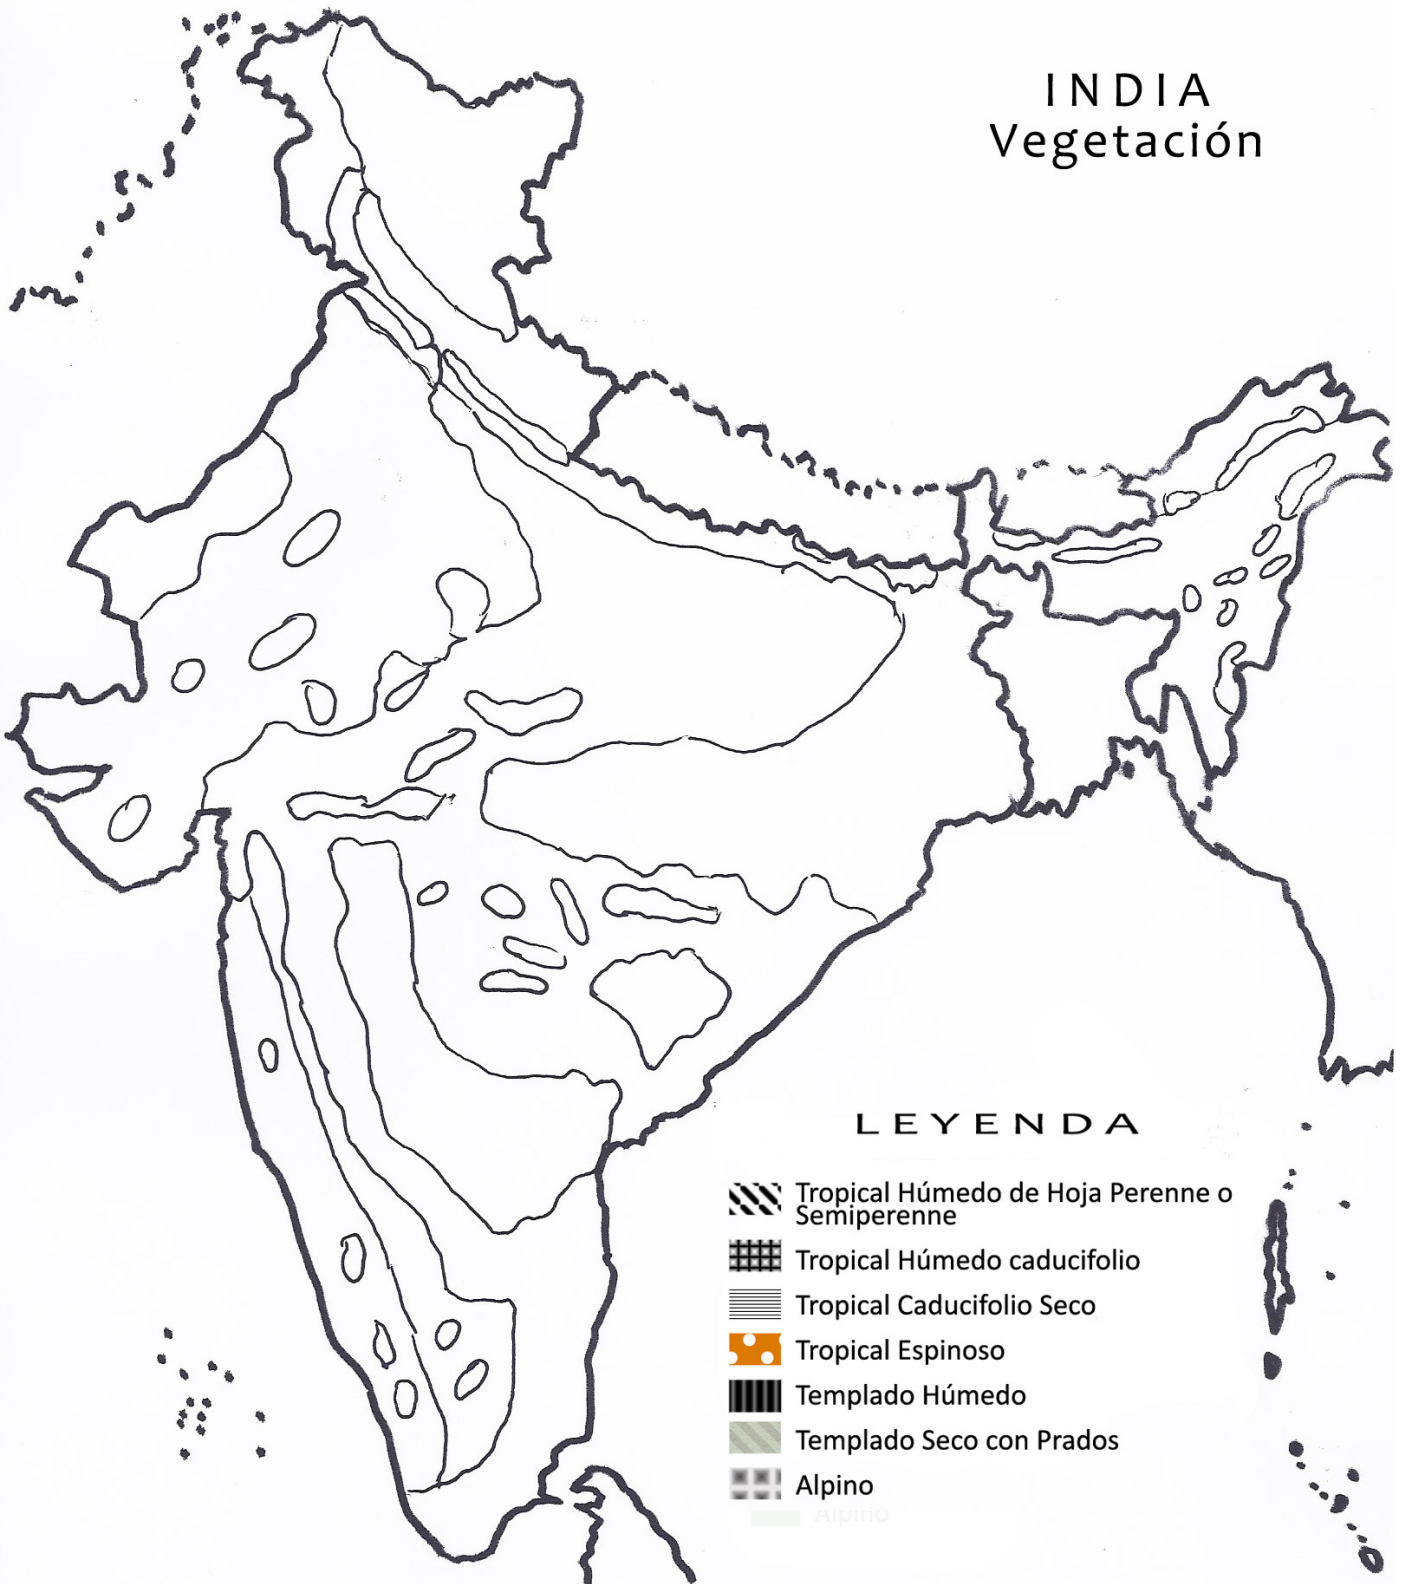 INDIA
Vegetación
LEYENDA
Tropical Húmedo de Hoja Perenne o
Semiperenne
Tropical Húmedo caducifolio
Tropical Caducifolio Seco
Tropical Espinoso
Templado Húmedo
Templado Seco con Prados
Alpino
Alpino